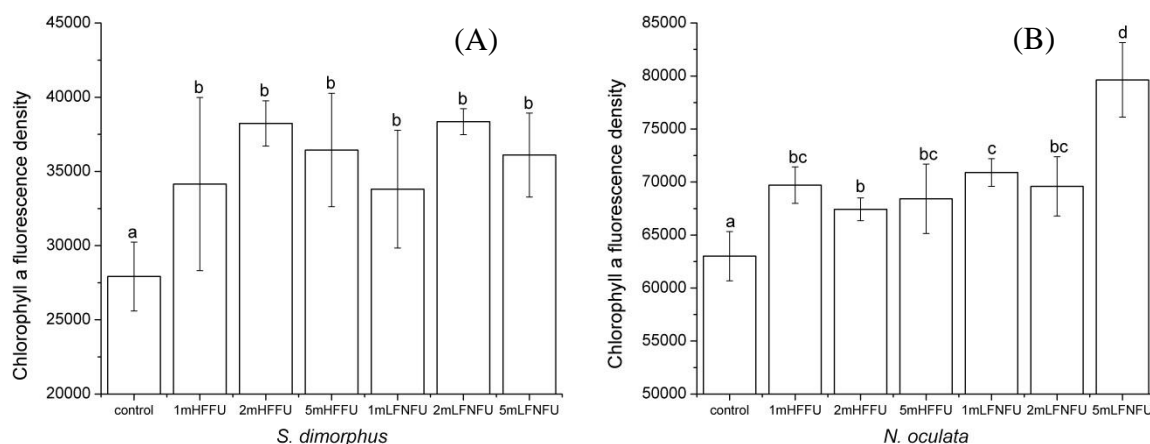 (A)
Chlorophyll a fluorescence density
45000
40000
35000
30000
25000
20000
a
b
b
b
b
b
b
control
1mHFFU
2mHFFU
5mHFFU
1mLFNFU
2mLFNFU
5mLFNFU
S. dimorphus
(B)
Chlorophyll a fluorescence density
85000
80000
75000
70000
65000
60000
55000
50000
a
bc
b
bc
c
bc
d
control
1mHFFU
2mHFFU
5mHFFU
1mLFNFU
2mLFNFU
5mLFNFU
N. oculata